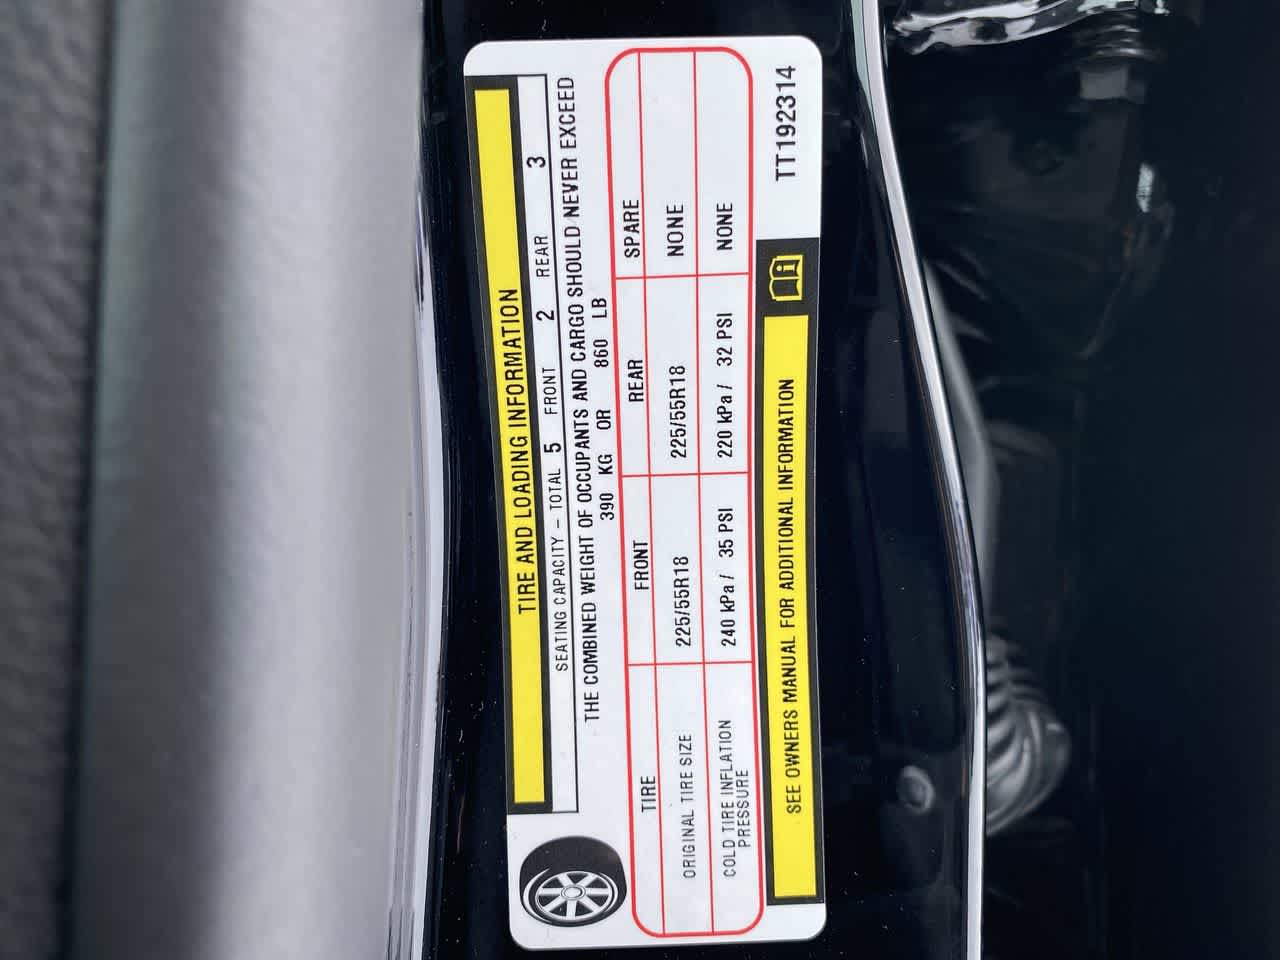 TIRE AND LOADING INFORMATION
SEATING CAPACITY – TOTAL 5 FRONT 2 REAR 3
THE COMBINED WEIGHT OF OCCUPANTS AND CARGO SHOULD NEVER EXCEED
390 KG OR 860 LB
TIRE FRONT REAR SPARE
ORIGINAL TIRE SIZE 225/55R18 225/55R18 NONE
COLD TIRE INFLATION PRESSURE 240 kPa / 35 PSI 220 kPa / 32 PSI NONE
SEE OWNERS MANUAL FOR ADDITIONAL INFORMATION
TT192314